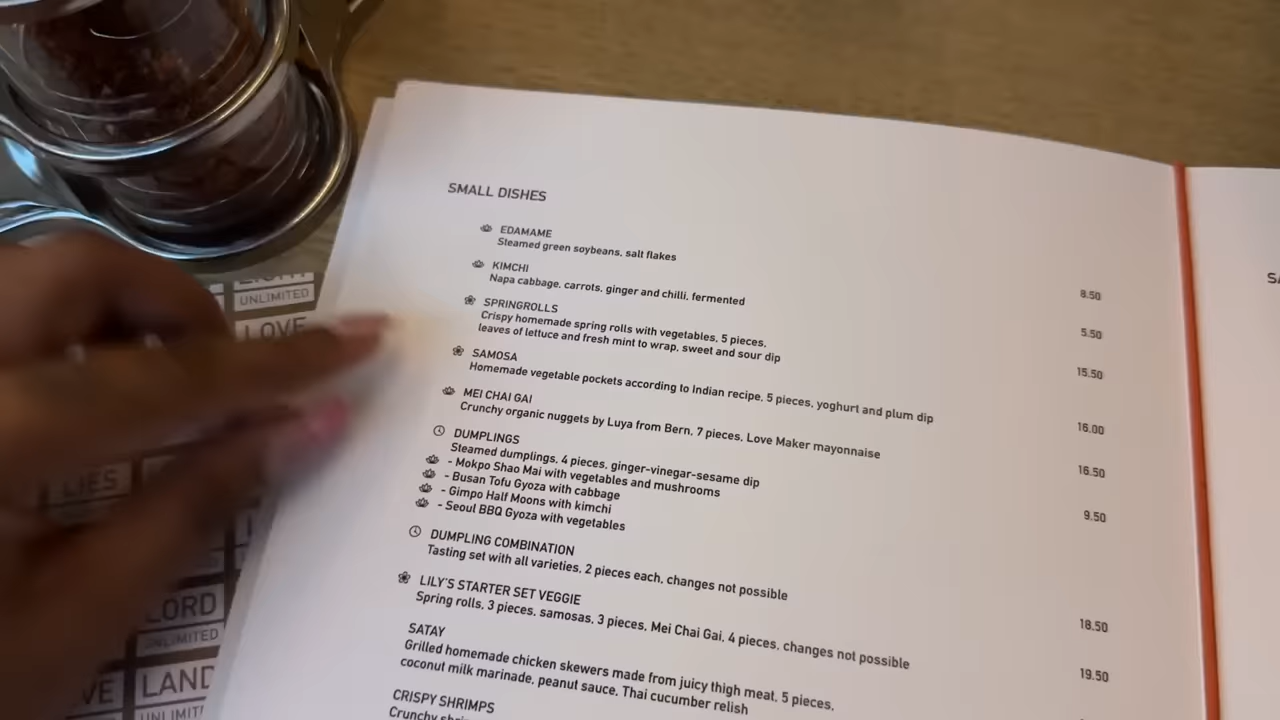 SMALL DISHES
EDAMAME
Steamed green soybeans, salt flakes
8.50
KIMCHI
Napa cabbage, carrots, ginger and chilli, fermented
5.50
SPRINGROLLS
Crispy homemade spring rolls with vegetables, 5 pieces,
leaves of lettuce and fresh mint to wrap, sweet and sour dip
15.50
SAMOSA
Homemade vegetable pockets according to Indian recipe, 5 pieces, yoghurt and plum dip
16.00
MEI CHAI GAI
Crunchy organic nuggets by Luya from Bern, 7 pieces, Love Maker mayonnaise
16.50
DUMPLINGS
Steamed dumplings, 4 pieces, ginger-vinegar-sesame dip
9.50
- Mokpo Shao Mai with vegetables and mushrooms
- Busan Tofu Gyoza with cabbage
- Gimpo Half Moons with kimchi
- Seoul BBQ Gyoza with vegetables
DUMPLING COMBINATION
Tasting set with all varieties, 2 pieces each, changes not possible
18.50
LILY'S STARTER SET VEGGIE
Spring rolls, 3 pieces, samosas, 3 pieces, Mei Chai Gai, 4 pieces, changes not possible
19.50
SATAY
Grilled homemade chicken skewers made from juicy thigh meat, 5 pieces,
coconut milk marinade, peanut sauce, Thai cucumber relish
CRISPY SHRIMPS
Crunchy
UNLIMITED
LOVE
LIES
LORD
UNLIMITED
LAND